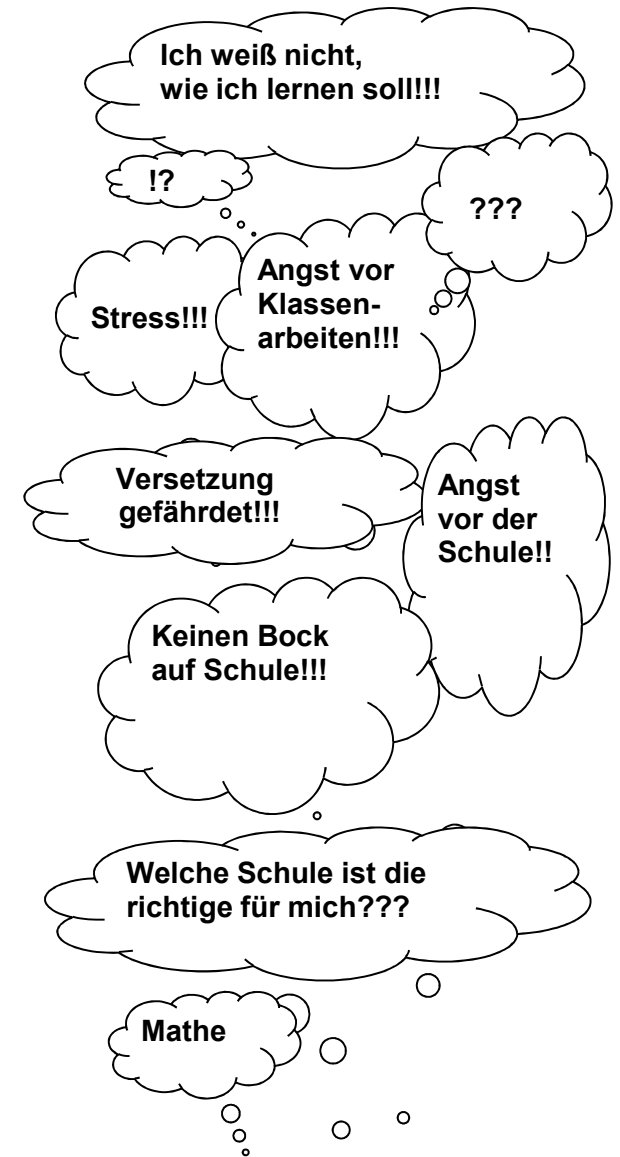 Ich weiß nicht,
wie ich lernen soll!!!
!?
???
Angst vor
Klassen-
arbeiten!!!
Stress!!!
Versetzung
gefährdet!!!
Angst
vor der
Schule!!
Keinen Bock
auf Schule!!!
Welche Schule ist die
richtige für mich???
Mathe